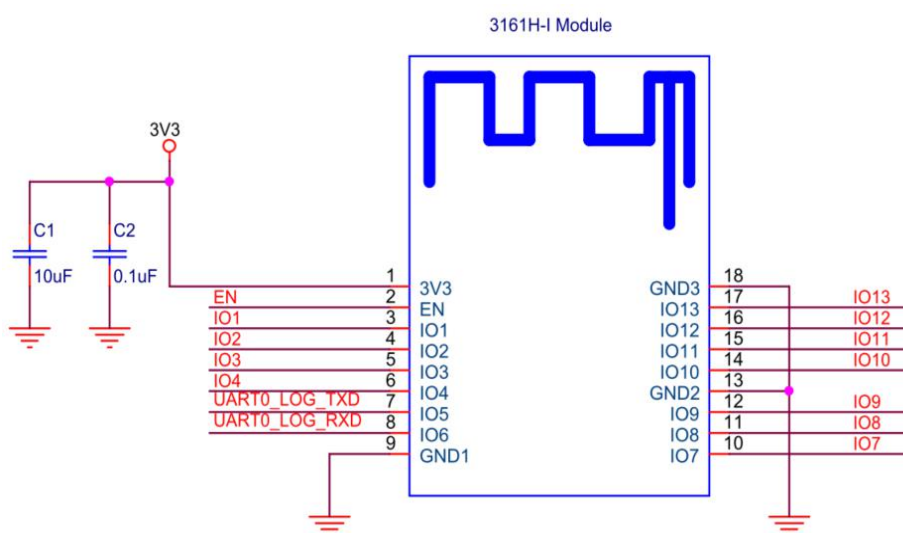 3161H-I Module
3V3
C1
10uF
C2
0.1uF
1 3V3
EN 2 EN
IO1 3 IO1
IO2 4 IO2
IO3 5 IO3
IO4 6 IO4
UART0_LOG_TXD 7 IO5
UART0_LOG_RXD 8 IO6
9 GND1
GND3 18
IO13 17 IO13
IO12 16 IO12
IO11 15 IO11
IO10 14 IO10
GND2 13
IO9 12 IO9
IO8 11 IO8
IO7 10 IO7